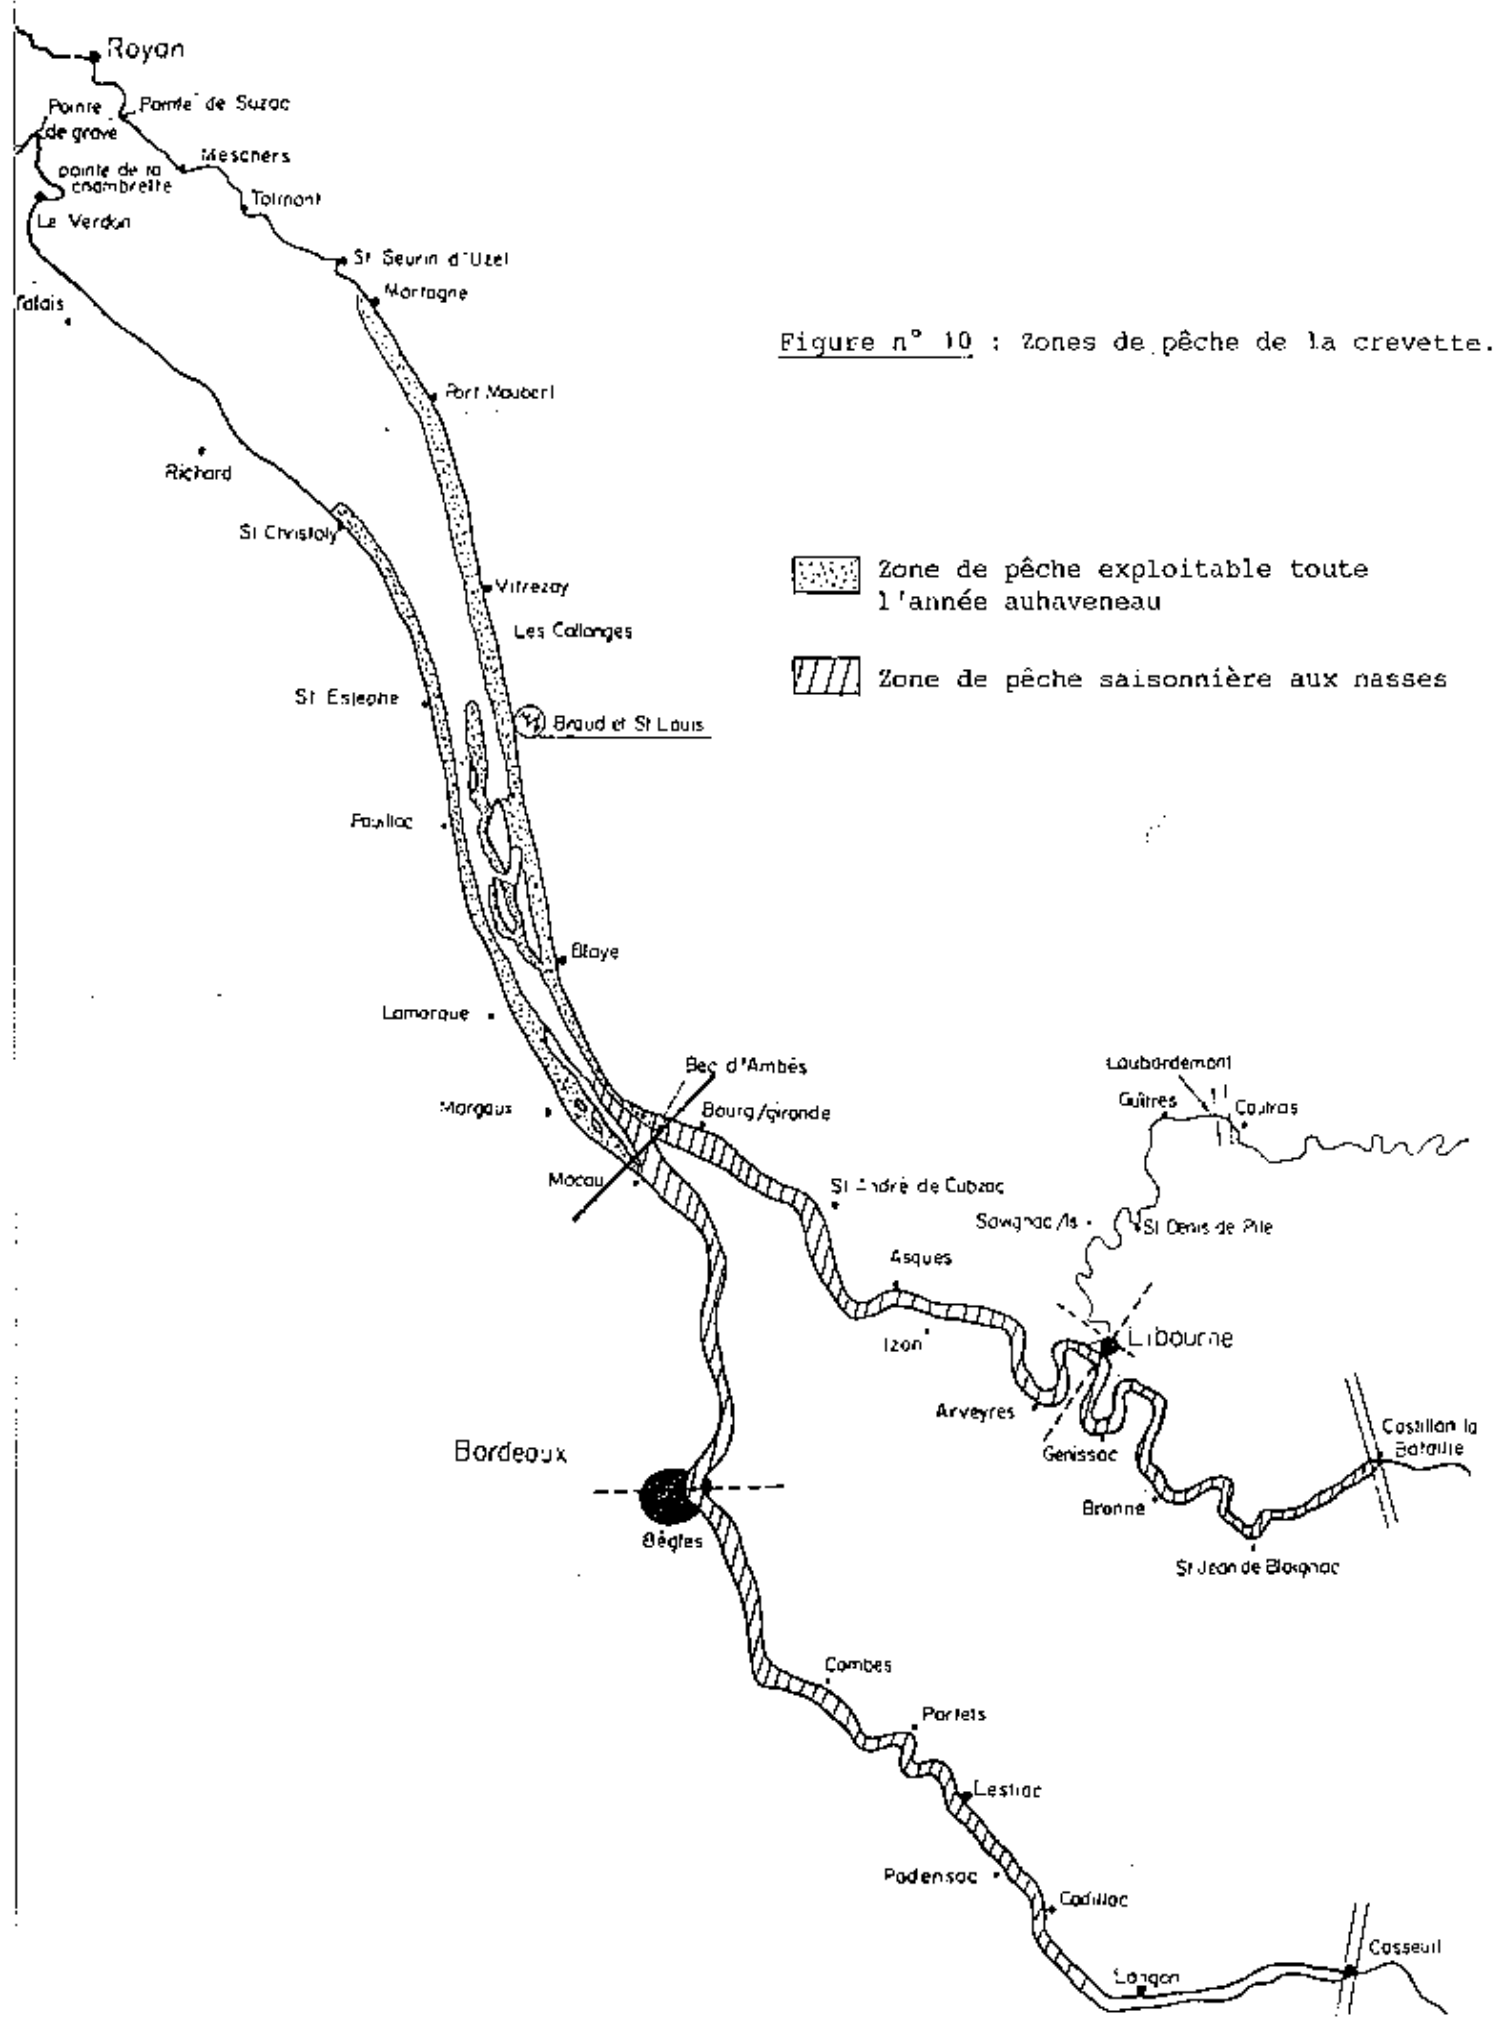 Royan
Pointe de Suzac
Pointe
de grave
Meschers
pointe de la
chambrette
Talmont
Le Verdon
St Seurin d'Uzet
Mortagne
Talais
Figure n° 10 : Zones de pêche de la crevette.
Port Maubert
Richard
St Christoly
Zone de pêche exploitable toute
l'année auhaveneau
Vitrezay
Les Callonges
Zone de pêche saisonnière aux nasses
St Estephe
Braud et St Louis
Pauillac
Blaye
Lamarque
Bec d'Ambès
Laubardemont
Margaux
Bourg/gironde
Guîtres
Coutras
Macau
St André de Cubzac
Savignac/Is
St Denis de Pile
Asques
Izon
Libourne
Arveyres
Castillon la
Bataille
Bordeaux
Genissac
Branne
Bègles
St Jean de Blaignac
Cambes
Portets
Lestiac
Podensac
Cadillac
Casseuil
Langon